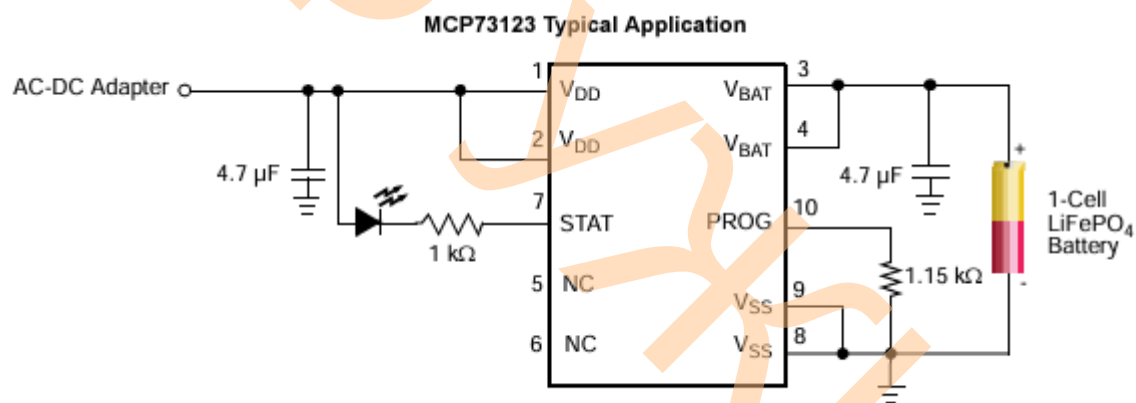 MCP73123 Typical Application
AC-DC Adapter
1
VDD
2
VDD
4.7 µF
7
STAT
1 kΩ
5
NC
6
NC
3
VBAT
4
VBAT
4.7 µF
10
PROG
1.15 kΩ
9
VSS
8
VSS
+
1-Cell
LiFePO4
Battery
-